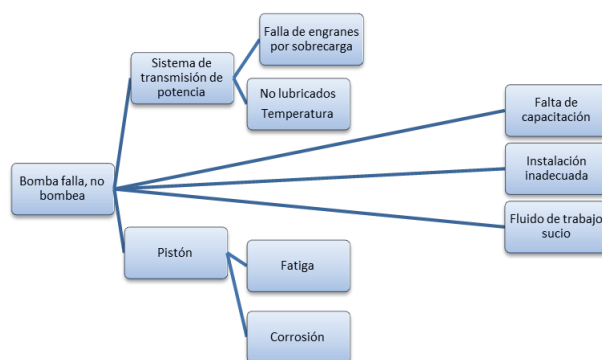 Falla de engranes
por sobrecarga
Sistema de
transmisión de
potencia
No lubricados
Temperatura
Falta de
capacitación
Bomba falla, no
bombea
Instalación
inadecuada
Fluido de trabajo
sucio
Pistón
Fatiga
Corrosión